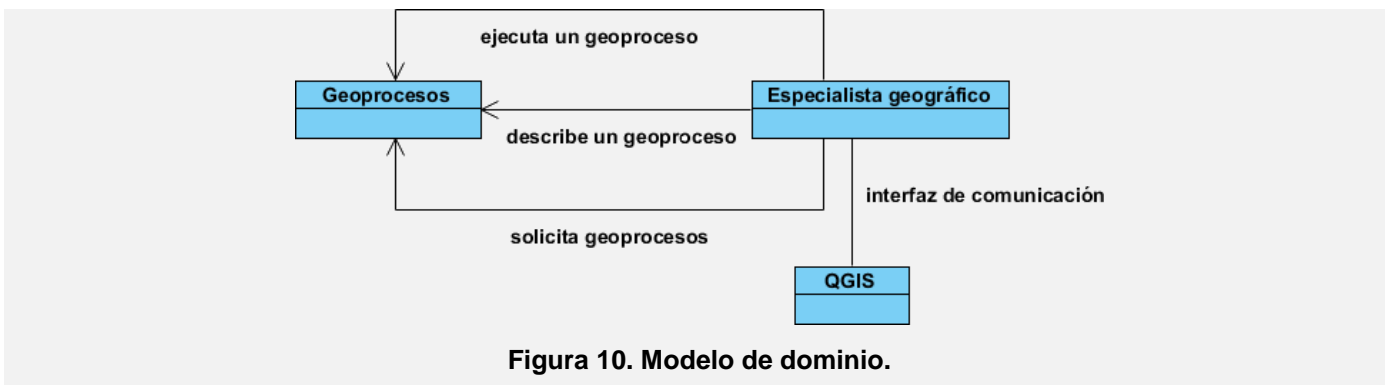 ejecuta un geoproceso
Geoprocesos
Especialista geográfico
describe un geoproceso
interfaz de comunicación
solicita geoprocesos
QGIS
Figura 10. Modelo de dominio.